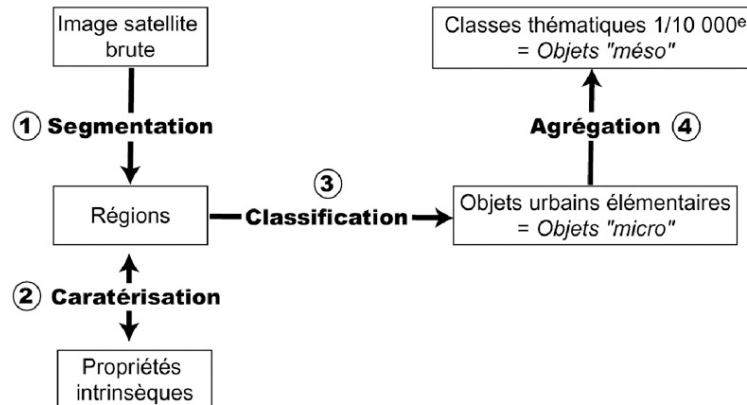 Image satellite
brute
① Segmentation
Régions
② Caratérisation
Propriétés
intrinsèques
③
Classification
Objets urbains élémentaires
= Objets "micro"
Agrégation ④
Classes thématiques 1/10 000ᵉ
= Objets "méso"